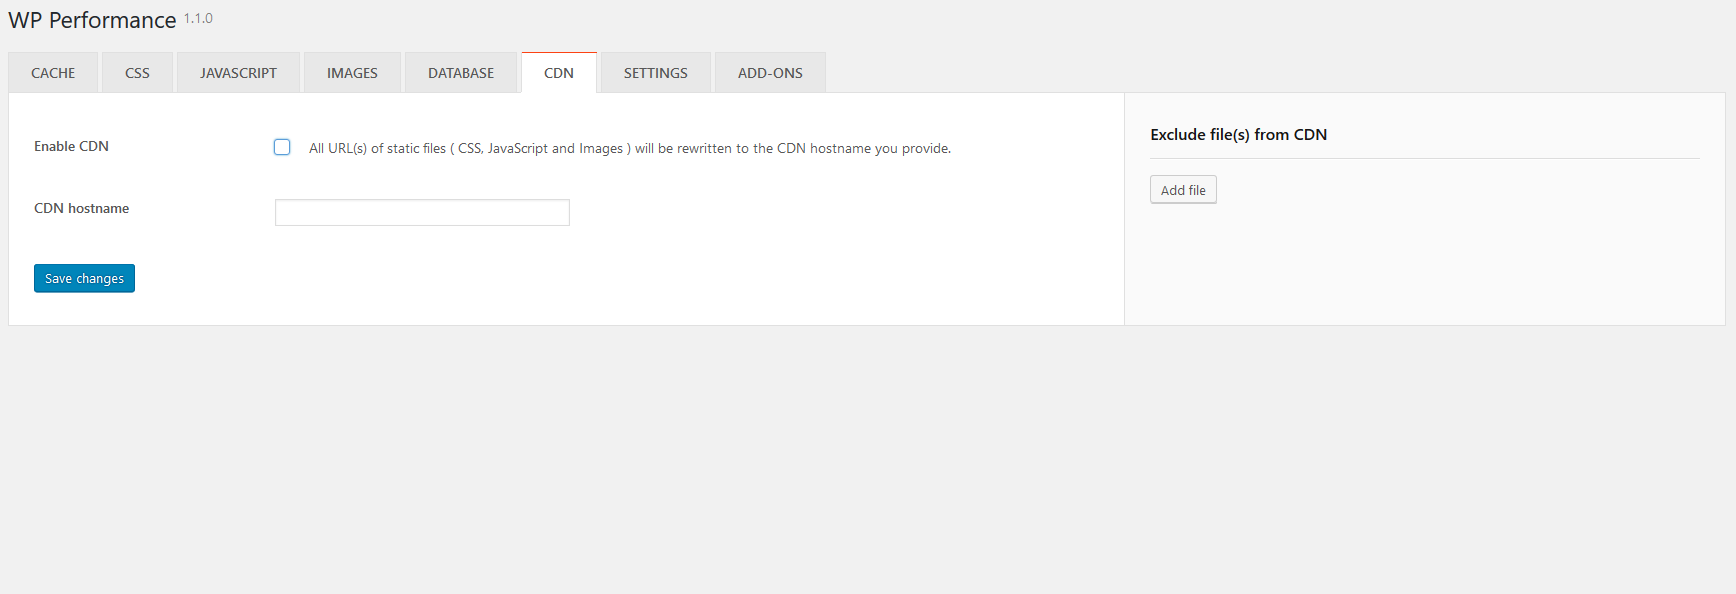 WP Performance 1.1.0
CACHE CSS JAVASCRIPT IMAGES DATABASE CDN SETTINGS ADD-ONS
Enable CDN
All URL(s) of static files ( CSS, JavaScript and Images ) will be rewritten to the CDN hostname you provide.
CDN hostname
Save changes
Exclude file(s) from CDN
Add file